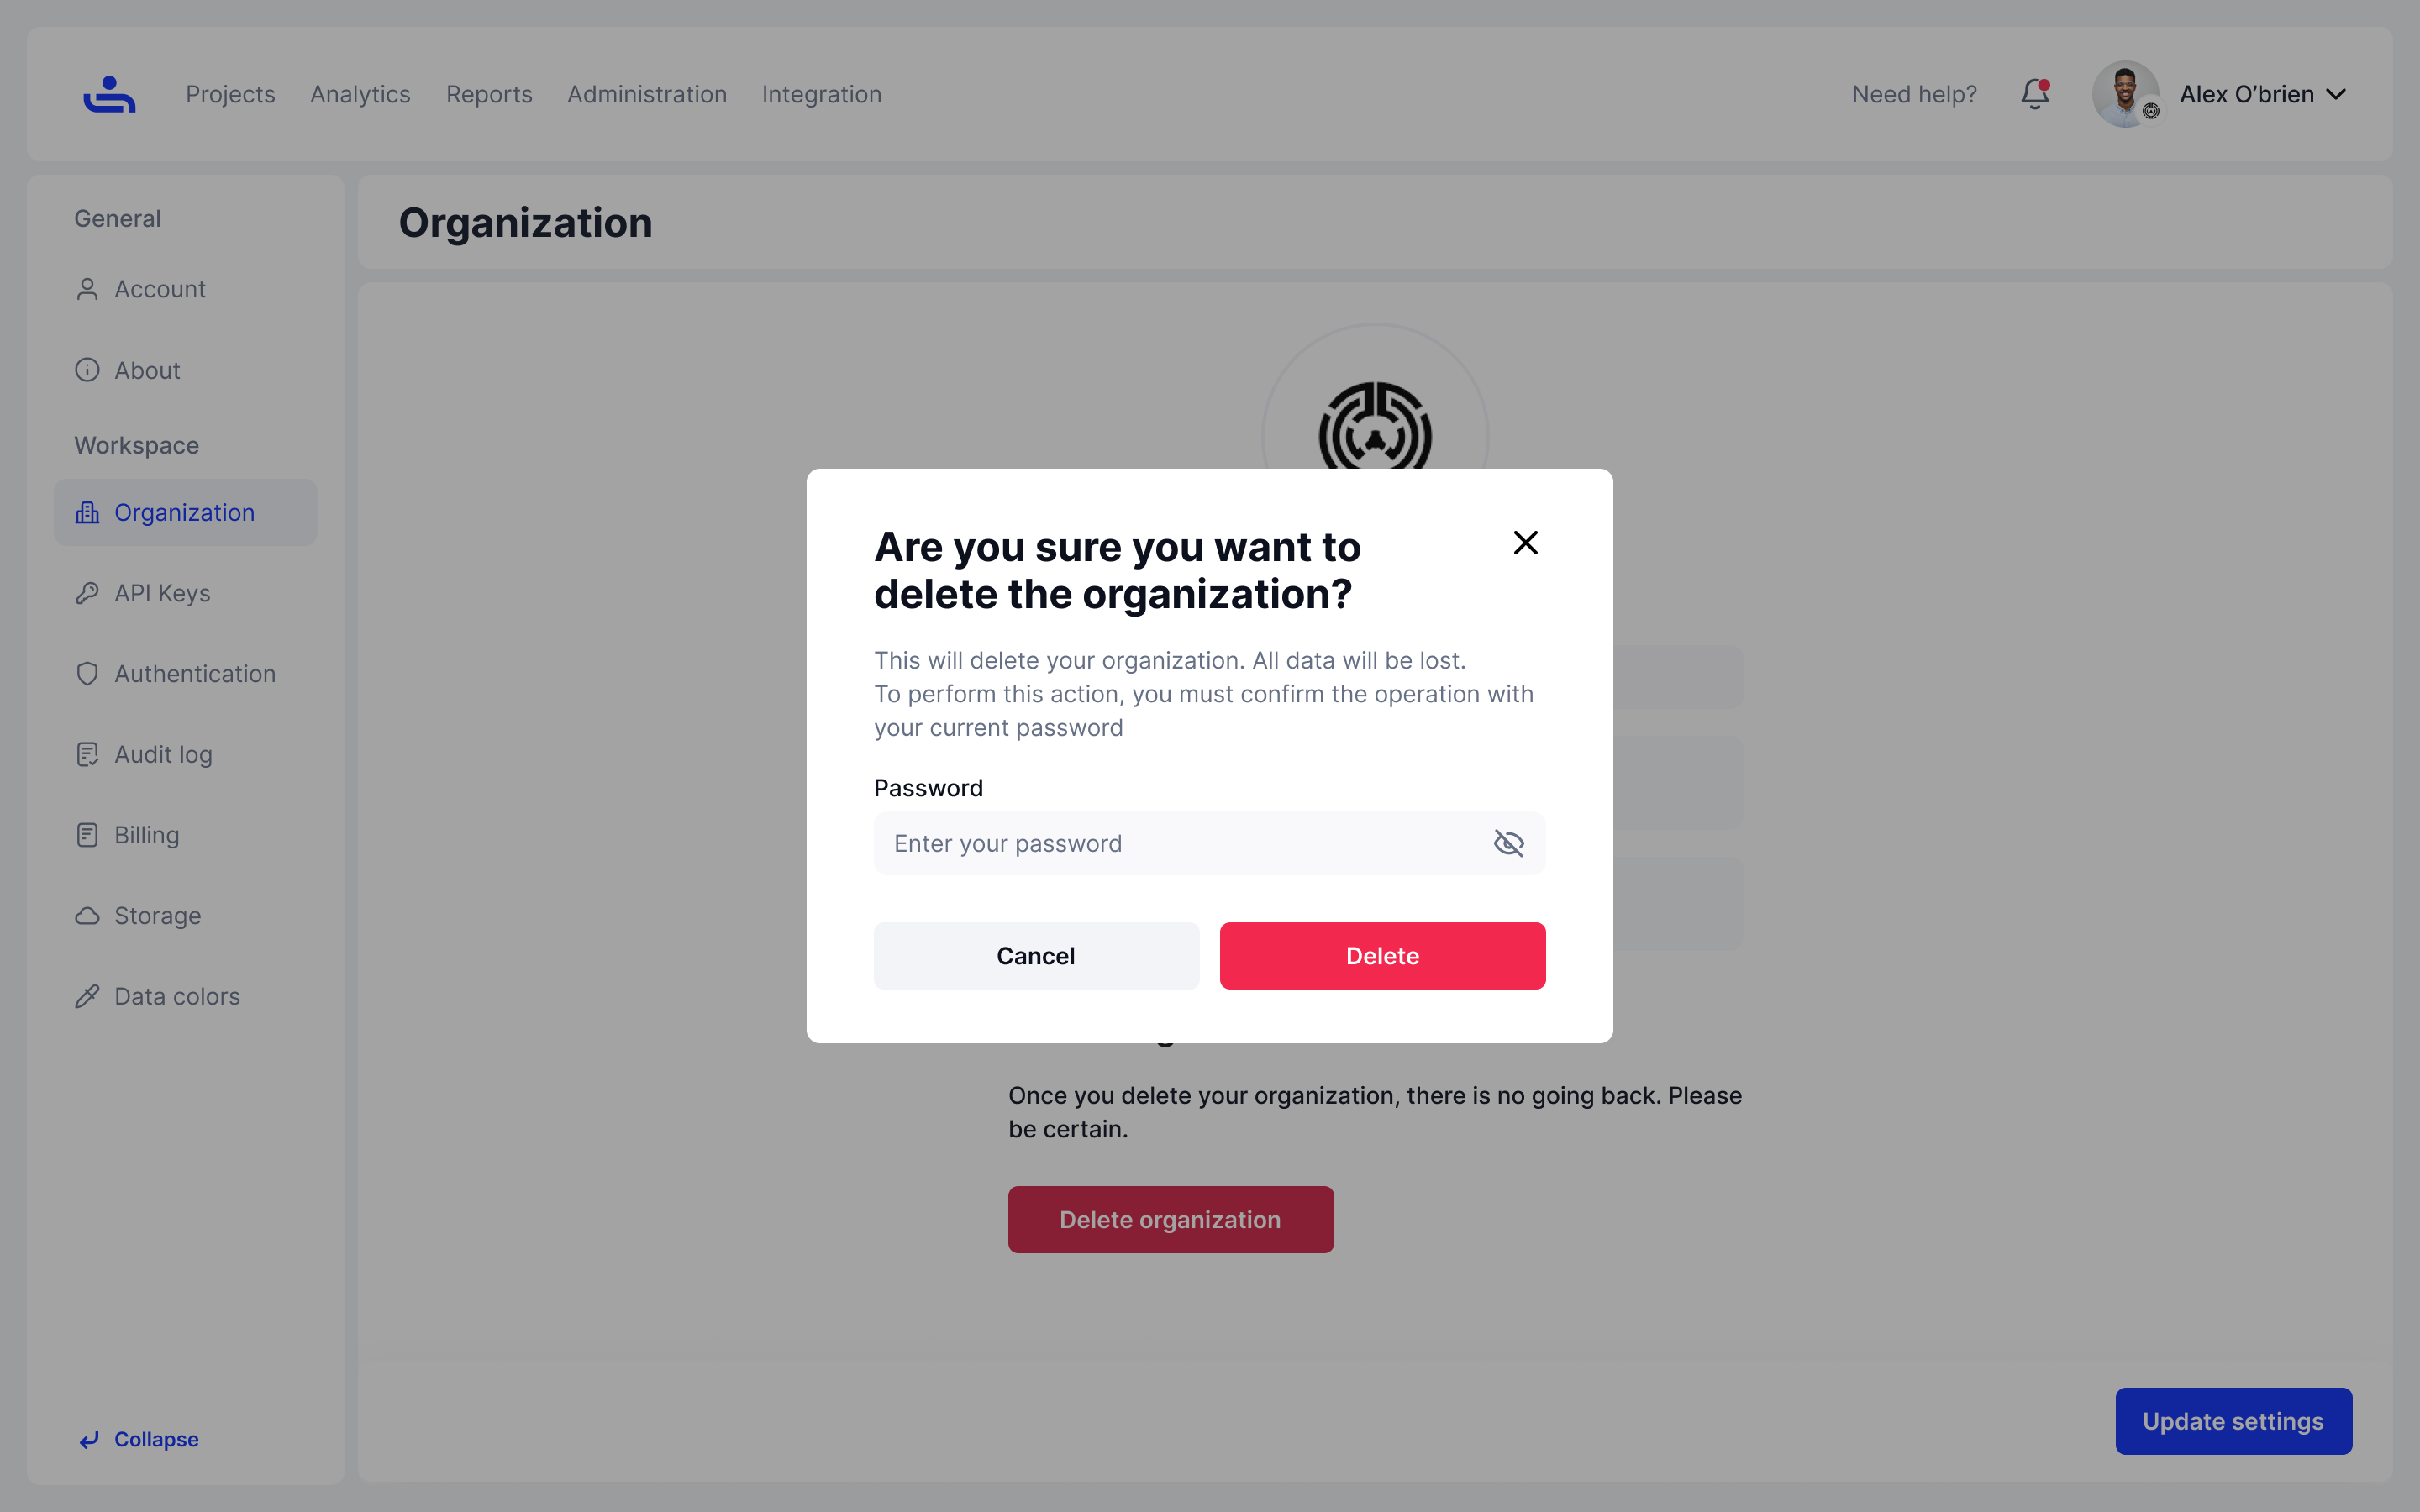 Projects
Analytics
Reports
Administration
Integration
Need help?
Alex O’brien
General
Account
About
Workspace
Organization
API Keys
Authentication
Audit log
Billing
Storage
Data colors
Collapse
Organization
Are you sure you want to
delete the organization?
This will delete your organization. All data will be lost.
To perform this action, you must confirm the operation with
your current password
Password
Enter your password
Cancel
Delete
Once you delete your organization, there is no going back. Please
be certain.
Delete organization
Update settings